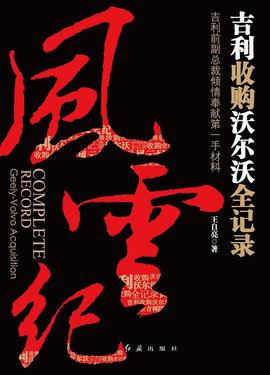 吉利收购沃尔沃全记录
吉利前副总裁倾情奉献第一手材料
風雲纪
COMPLETE
RECORD
Geely-Volvo Acquisition
王自亮 著
红旗出版社